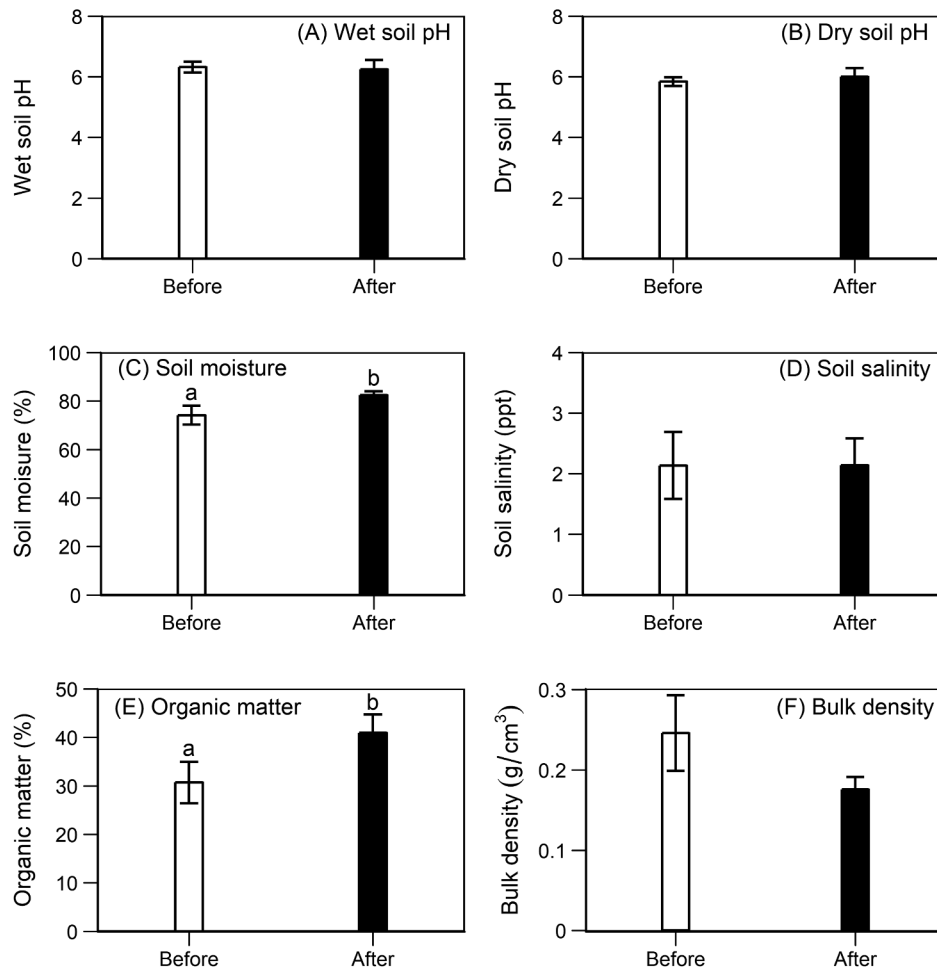 (A) Wet soil pH
Wet soil pH
8
6
4
2
0
Before
After
(B) Dry soil pH
Dry soil pH
8
6
4
2
0
Before
After
(C) Soil moisture
Soil moisure (%)
100
80
60
40
20
0
a
b
Before
After
(D) Soil salinity
Soil salinity (ppt)
4
3
2
1
0
Before
After
(E) Organic matter
Organic matter (%)
50
40
30
20
10
0
a
b
Before
After
(F) Bulk density
Bulk density (g/cm³)
0.3
0.2
0.1
0
Before
After